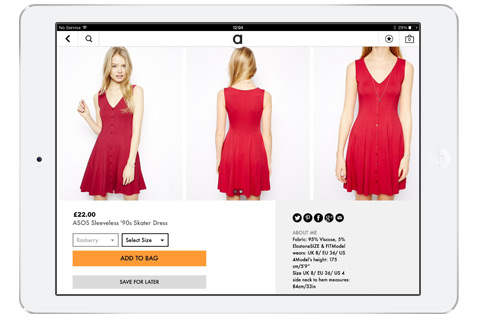 No Service
12:04
29%
a
0
£22.00
ASOS Sleeveless '90s Skater Dress
Rasberry
Select Size
ADD TO BAG
SAVE FOR LATER
ABOUT ME
Fabric: 95% Viscose, 5%
ElastaneSIZE & FITModel
wears: UK 8/ EU 36/ US
4Model's height: 175
cm/5'9"
Size UK 8/ EU 36/ US 4
side neck to hem measures:
84cm/33in